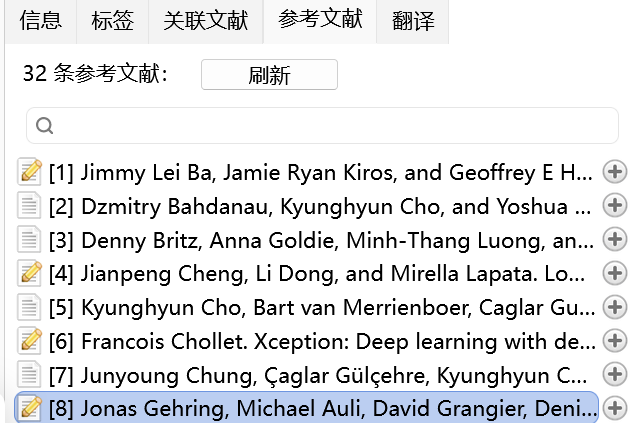 信息 标签 关联文献 参考文献 翻译
32 条参考文献： 刷新
[1] Jimmy Lei Ba, Jamie Ryan Kiros, and Geoffrey E H...
[2] Dzmitry Bahdanau, Kyunghyun Cho, and Yoshua ...
[3] Denny Britz, Anna Goldie, Minh-Thang Luong, an...
[4] Jianpeng Cheng, Li Dong, and Mirella Lapata. Lo...
[5] Kyunghyun Cho, Bart van Merrienboer, Caglar Gu...
[6] Francois Chollet. Xception: Deep learning with de...
[7] Junyoung Chung, Çaglar Gülçehre, Kyunghyun C...
[8] Jonas Gehring, Michael Auli, David Grangier, Deni...